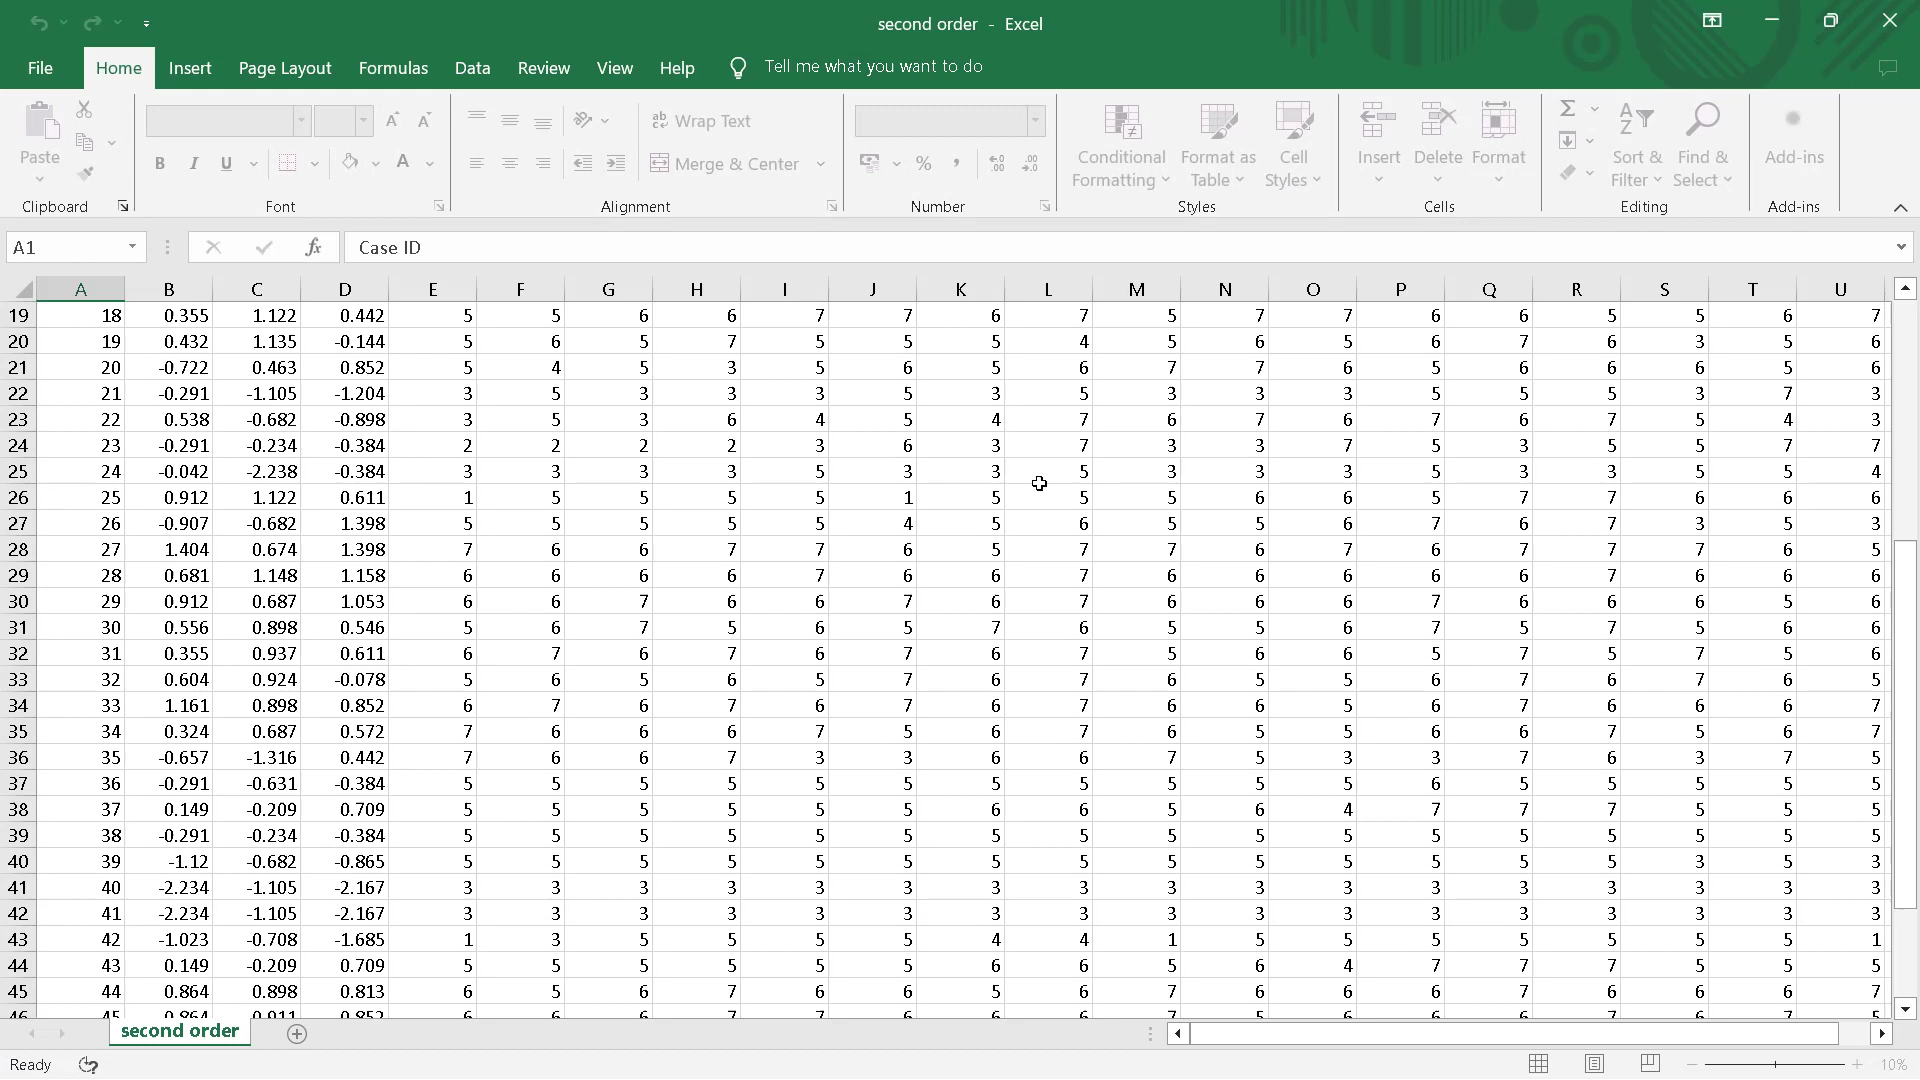 second order - Excel
File Home Insert Page Layout Formulas Data Review View Help Tell me what you want to do
Paste
Wrap Text
Merge & Center
Conditional Formatting
Format as Table
Cell Styles
Insert Delete Format
Sort & Filter
Find & Select
Add-ins
Clipboard Font Alignment Number Styles Cells Editing Add-ins
A1 Case ID
A B C D E F G H I J K L M N O P Q R S T U
19 18 0.355 1.122 0.442 5 5 6 6 7 7 6 7 5 7 7 6 6 5 5 6 7
20 19 0.432 1.135 -0.144 5 6 5 7 5 5 5 4 5 6 5 6 7 6 3 5 6
21 20 -0.722 0.463 0.852 5 4 5 3 5 6 5 6 7 7 6 5 6 6 6 5 6
22 21 -0.291 -1.105 -1.204 3 5 3 3 3 5 3 5 3 3 3 5 5 5 3 7 3
23 22 0.538 -0.682 -0.898 3 5 3 6 4 5 4 7 6 7 6 7 6 7 5 4 3
24 23 -0.291 -0.234 -0.384 2 2 2 2 3 6 3 7 3 3 7 5 3 5 5 7 7
25 24 -0.042 -2.238 -0.384 3 3 3 3 5 3 3 5 3 3 3 5 3 3 5 5 4
26 25 0.912 1.122 0.611 1 5 5 5 5 1 5 5 5 6 6 5 7 7 6 6 6
27 26 -0.907 -0.682 1.398 5 5 5 5 5 4 5 6 5 5 6 7 6 7 3 5 3
28 27 1.404 0.674 1.398 7 6 6 7 7 6 5 7 7 6 7 6 7 7 7 6 5
29 28 0.681 1.148 1.158 6 6 6 6 7 6 6 7 6 6 6 6 6 7 6 6 6
30 29 0.912 0.687 1.053 6 6 7 6 6 7 6 7 6 6 6 7 6 6 6 5 6
31 30 0.556 0.898 0.546 5 6 7 5 6 5 7 6 5 5 6 7 5 7 5 6 6
32 31 0.355 0.937 0.611 6 7 6 7 6 7 6 7 5 6 6 5 7 5 7 5 6
33 32 0.604 0.924 -0.078 5 6 5 6 5 7 6 7 6 5 5 6 7 6 7 6 5
34 33 1.161 0.898 0.852 6 7 6 7 6 7 6 7 6 6 5 6 7 6 6 6 7
35 34 0.324 0.687 0.572 7 6 6 6 7 5 6 7 6 5 5 6 6 7 5 6 7
36 35 -0.657 -1.316 0.442 7 6 6 7 3 3 6 6 7 5 3 3 7 6 3 7 5
37 36 -0.291 -0.631 -0.384 5 5 5 5 5 5 5 5 5 5 5 6 5 5 5 5 5
38 37 0.149 -0.209 0.709 5 5 5 5 5 5 6 6 5 6 4 7 7 7 5 5 5
39 38 -0.291 -0.234 -0.384 5 5 5 5 5 5 5 5 5 5 5 5 5 5 5 5 5
40 39 -1.12 -0.682 -0.865 5 5 5 5 5 5 5 5 5 5 5 5 5 5 3 5 3
41 40 -2.234 -1.105 -2.167 3 3 3 3 3 3 3 3 3 3 3 3 3 3 3 3 3
42 41 -2.234 -1.105 -2.167 3 3 3 3 3 3 3 3 3 3 3 3 3 3 3 3 3
43 42 -1.023 -0.708 -1.685 1 3 5 5 5 5 4 4 1 5 5 5 5 5 5 5 1
44 43 0.149 -0.209 0.709 5 5 5 5 5 5 6 6 5 6 4 7 7 7 5 5 5
45 44 0.864 0.898 0.813 6 5 6 7 6 6 5 6 7 6 6 6 7 6 6 6 7
46 45 0.864 0.911 0.852 6 6 6 7 7 6 6 6 7 5 6 6 6 7 6 7 5
second order
Ready 10%